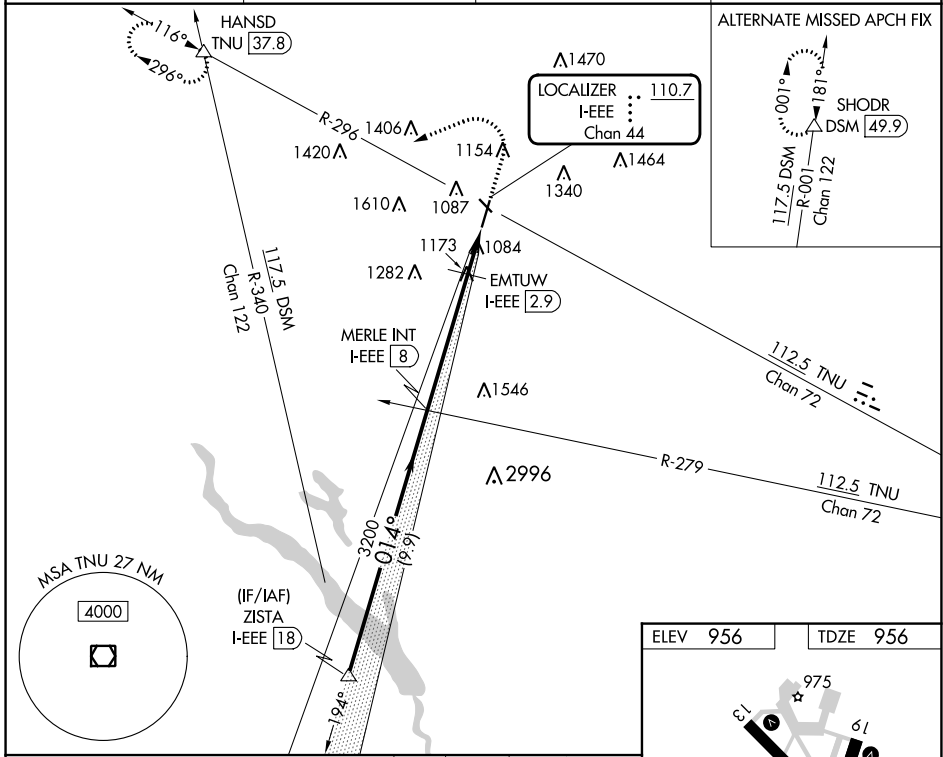 HANSD
TNU 37.8
116°
296°
R-296
1406
1420
1470
LOCALIZER 110.7
I-EEE
Chan 44
1154
1340
1464
1610
1087
1173
1084
1282
EMTUW
I-EEE 2.9
MERLE INT
I-EEE 8
117.5 DSM
R-340
Chan 122
1546
112.5 TNU
Chan 72
R-279
2996
112.5 TNU
Chan 72
3200
014°
(9.9)
(IF/IAF)
ZISTA
I-EEE 18
194°
MSA TNU 27 NM
4000
ALTERNATE MISSED APCH FIX
001°
181°
SHODR
DSM 49.9
117.5 DSM
R-001
Chan 122
ELEV 956
TDZE 956
975
13
19
V
V